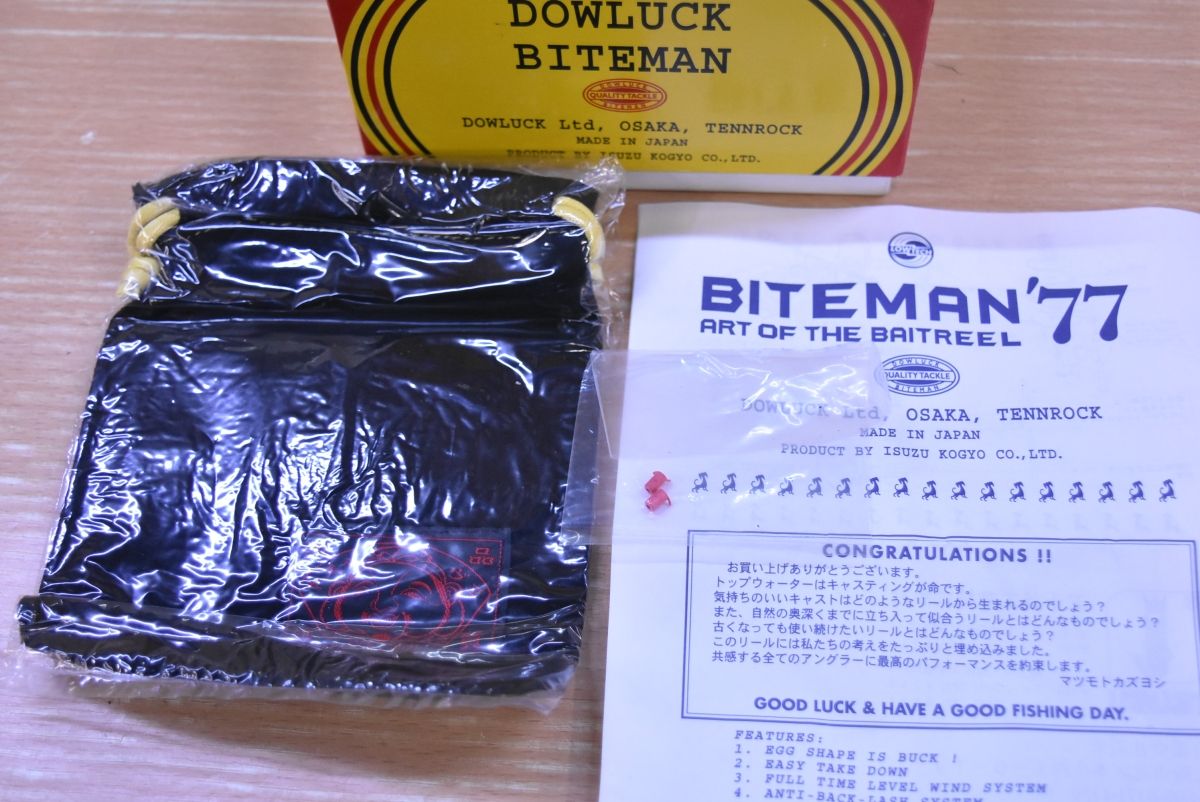 DOWLUCK
BITEMAN
DOWLUCK
QUALITY TACKLE
BITEMAN
DOWLUCK Ltd, OSAKA, TENNROCK
MADE IN JAPAN
PRODUCT BY ISUZU KOGYO CO.,LTD.
LOWTECH
BITEMAN'77
ART OF THE BAITREEL
DOWLUCK
QUALITY TACKLE
BITEMAN
DOWLUCK Ltd, OSAKA, TENNROCK
MADE IN JAPAN
PRODUCT BY ISUZU KOGYO CO.,LTD.
CONGRATULATIONS !!
お買い上げありがとうございます。
トップウォーターはキャスティングが命です。
気持ちのいいキャストはどのようなリールから生まれるのでしょう?
また、自然の奥深くまでに立ち入って似合うリールとはどんなものでしょう?
古くなっても使い続けたいリールとはどんなものでしょう?
このリールには私たちの考えをたっぷりと埋め込みました。
共感する全てのアングラーに最高のパフォーマンスを約束します。
マツモトカズヨシ
GOOD LUCK & HAVE A GOOD FISHING DAY.
FEATURES:
1. EGG SHAPE IS BUCK !
2. EASY TAKE DOWN
3. FULL TIME LEVEL WIND SYSTEM
4. ANTI-BACK-LASH SYSTEM